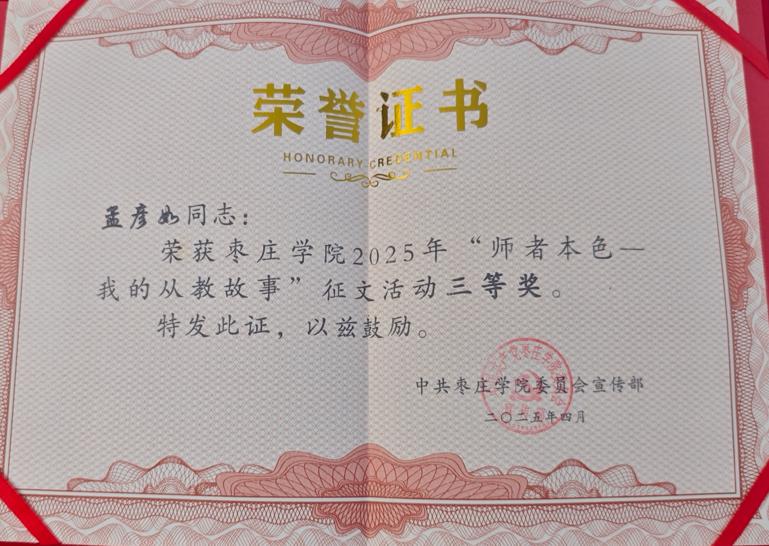 荣誉证书
HONORARY CREDENTIAL
孟彦如同志：
荣获枣庄学院2025年“师者本色—
我的从教故事”征文活动三等奖。
特发此证，以兹鼓励。
中共枣庄学院委员会宣传部
二〇二五年四月